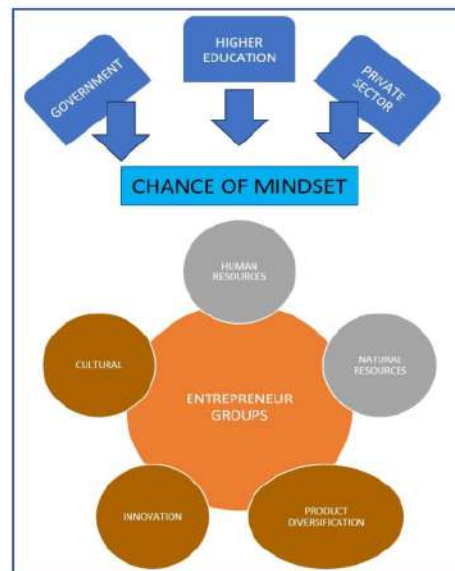 GOVERNMENT
HIGHER
EDUCATION
PRIVATE
SECTOR
CHANCE OF MINDSET
HUMAN
RESOURCES
CULTURAL
NATURAL
RESOURCES
ENTREPRENEUR
GROUPS
INNOVATION
PRODUCT
DIVERSIFICATION